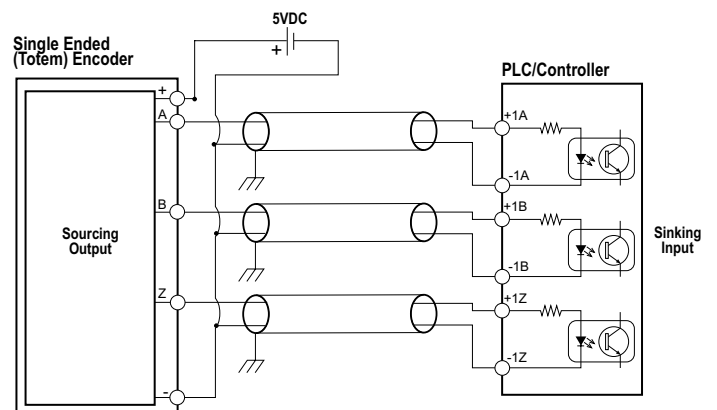 5VDC
+
Single Ended
(Totem) Encoder
PLC/Controller
+
A
+1A
-1A
B
+1B
-1B
Sourcing
Output
Sinking
Input
Z
+1Z
-1Z
-